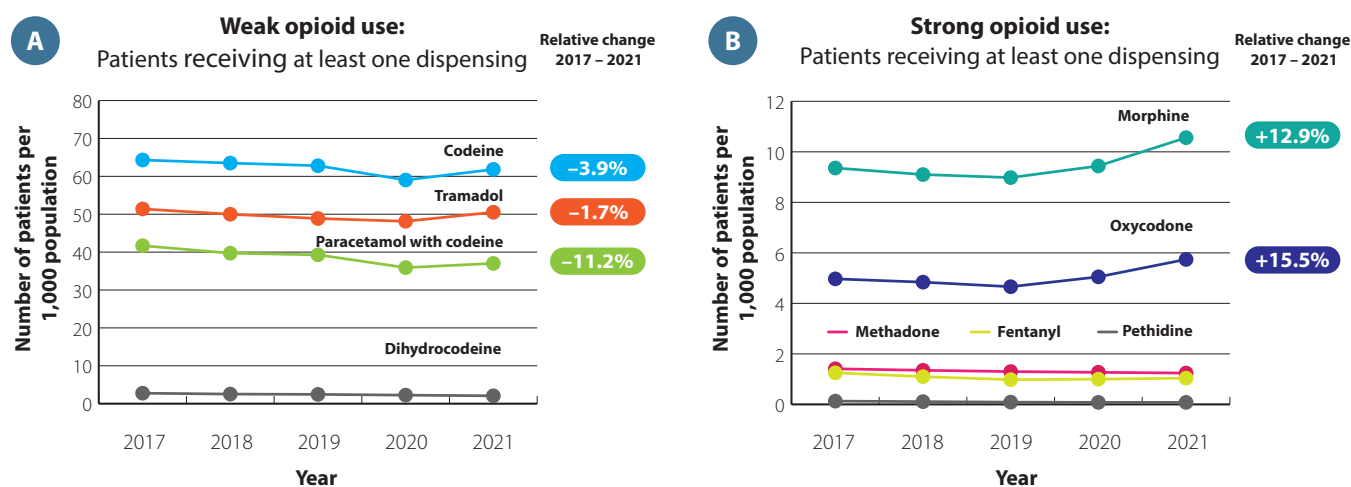 A
Weak opioid use:
Patients receiving at least one dispensing
Relative change
2017 – 2021
Number of patients per
1,000 population
80
70
60
50
40
30
20
10
0
Codeine
–3.9%
Tramadol
–1.7%
Paracetamol with codeine
–11.2%
Dihydrocodeine
2017 2018 2019 2020 2021
Year
B
Strong opioid use:
Patients receiving at least one dispensing
Relative change
2017 – 2021
Number of patients per
1,000 population
12
10
8
6
4
2
0
Morphine
+12.9%
Oxycodone
+15.5%
Methadone Fentanyl Pethidine
2017 2018 2019 2020 2021
Year